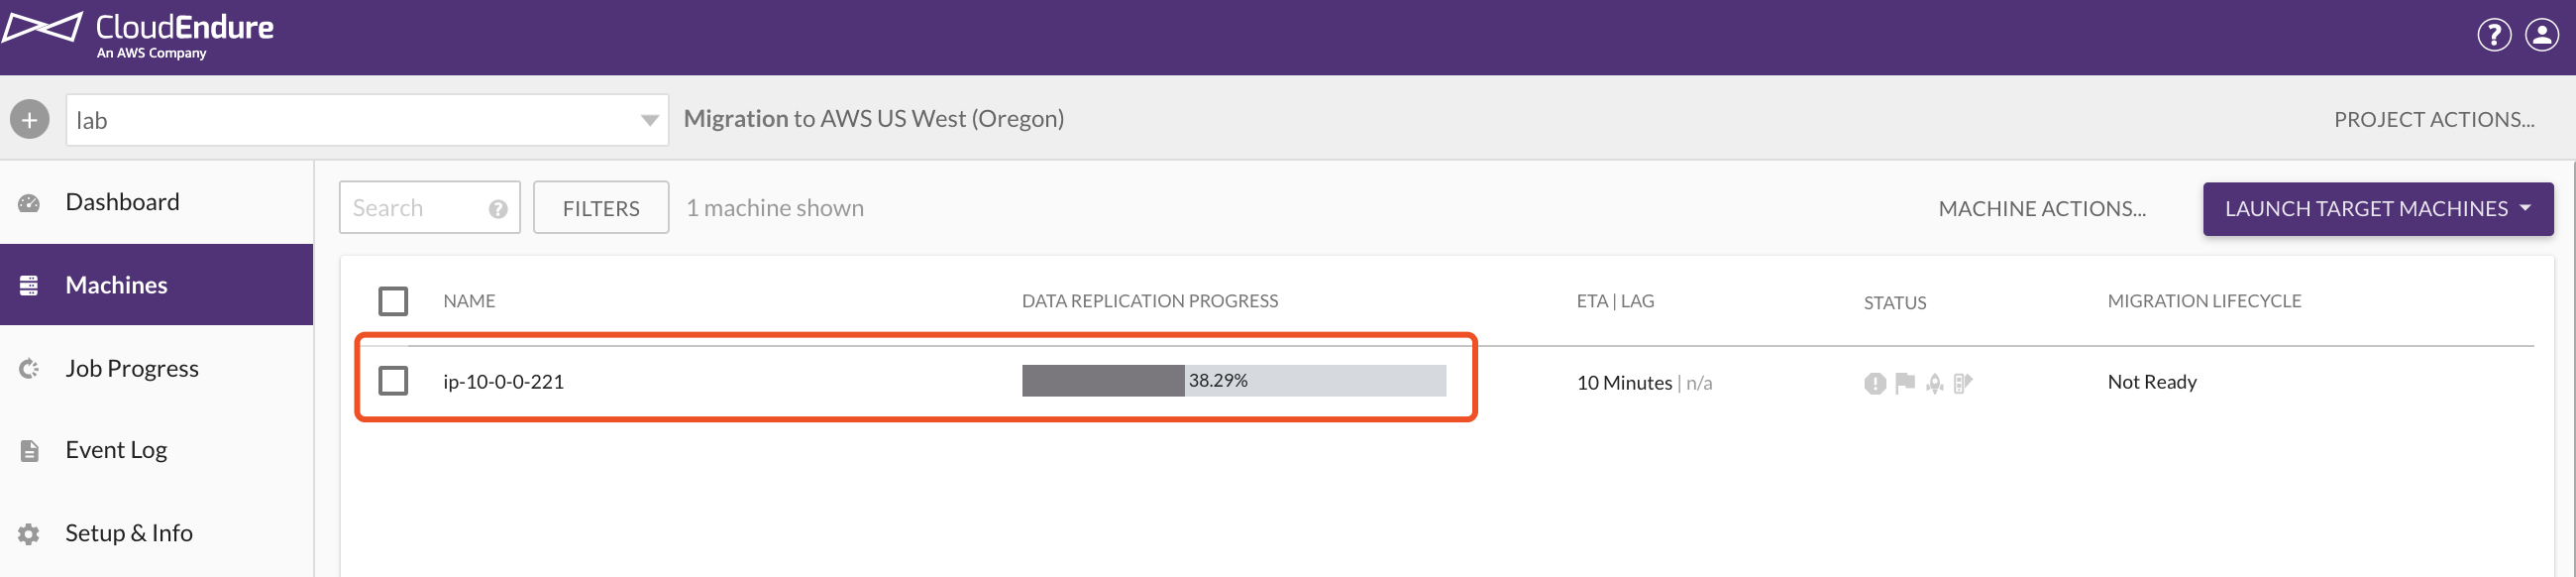 CloudEndure
An AWS Company
?
+
lab
Migration to AWS US West (Oregon)
PROJECT ACTIONS...
Dashboard
Machines
Job Progress
Event Log
Setup & Info
Search ?
FILTERS
1 machine shown
MACHINE ACTIONS...
LAUNCH TARGET MACHINES
NAME DATA REPLICATION PROGRESS ETA | LAG STATUS MIGRATION LIFECYCLE
ip-10-0-0-221 38.29% 10 Minutes | n/a Not Ready